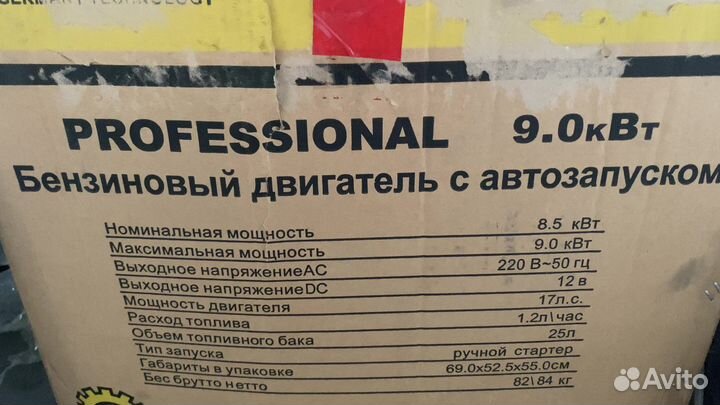 GERMANY TECHNOLOGY
PROFESSIONAL 9.0кВт
Бензиновый двигатель с автозапуском
Номинальная мощность 8.5 кВт
Максимальная мощность 9.0 кВт
Выходное напряжениеAC 220 В~50 гц
Выходное напряжениеDC 12 в
Мощность двигателя 17л.с.
Расход топлива 1.2л\час
Объем топливного бака 25л
Тип запуска ручной стартер
Габариты в упаковке 69.0x52.5x55.0см
Бес брутто нетто 82\84 кг
Avito